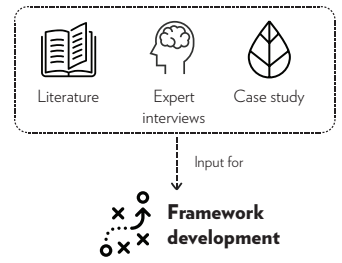 Literature
Expert
interviews
Case study
Input for
Framework
development